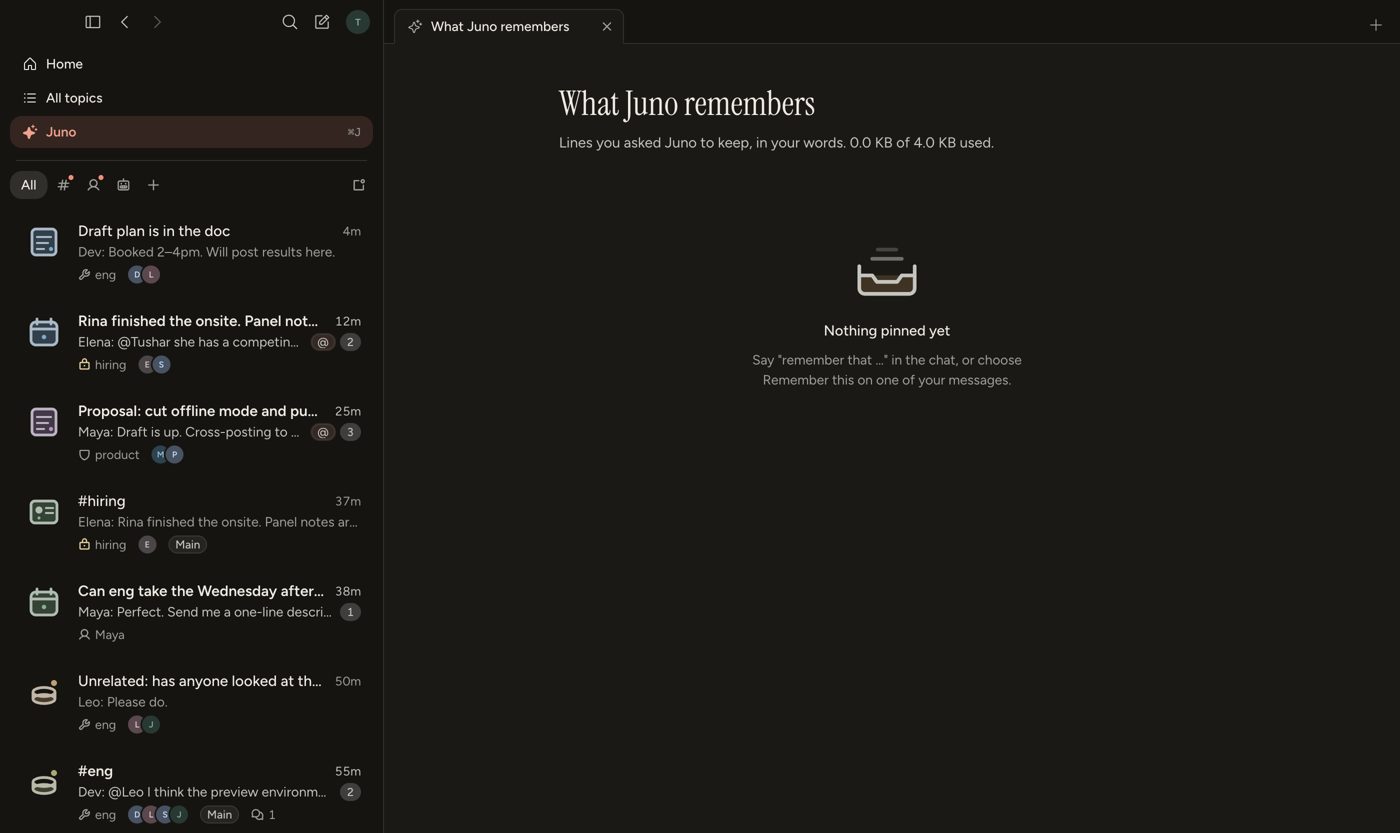 T
What Juno remembers
Home
All topics
Juno ⌘J
All
What Juno remembers
Lines you asked Juno to keep, in your words. 0.0 KB of 4.0 KB used.
Nothing pinned yet
Say "remember that ..." in the chat, or choose
Remember this on one of your messages.
Draft plan is in the doc 4m
Dev: Booked 2–4pm. Will post results here.
eng D L
Rina finished the onsite. Panel not... 12m
Elena: @Tushar she has a competin... @ 2
hiring E S
Proposal: cut offline mode and pu... 25m
Maya: Draft is up. Cross-posting to ... @ 3
product M P
#hiring 37m
Elena: Rina finished the onsite. Panel notes ar...
hiring E Main
Can eng take the Wednesday after... 38m
Maya: Perfect. Send me a one-line descri... 1
Maya
Unrelated: has anyone looked at th... 50m
Leo: Please do.
eng L J
#eng 55m
Dev: @Leo I think the preview environm... 2
eng D L S J Main 1